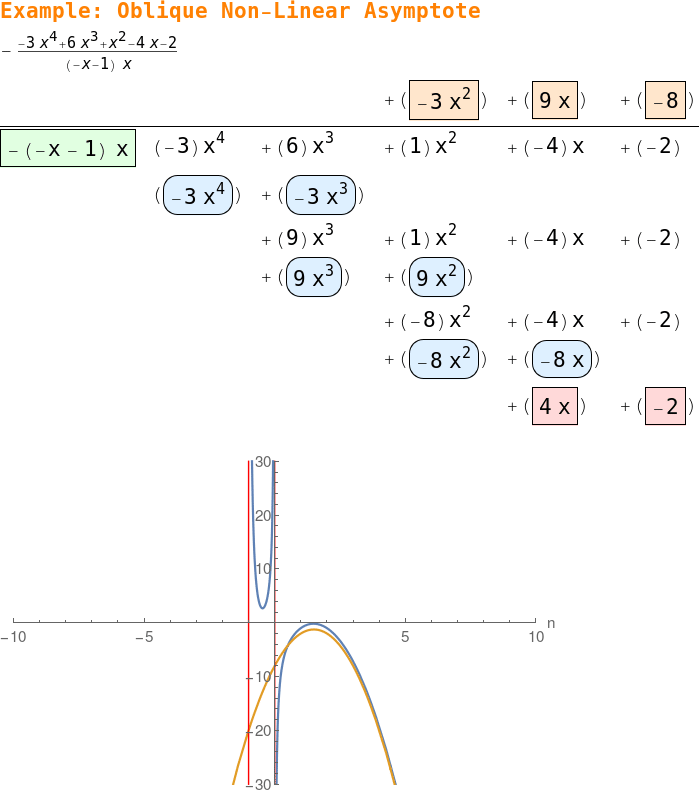 Example: Oblique Non-Linear Asymptote
− (−3 x⁴+6 x³+x²−4 x−2) / ((−x−1) x)
+ (−3 x²) + (9 x) + (−8)
−(−x − 1) x (−3) x⁴ + (6) x³ + (1) x² + (−4) x + (−2)
(−3 x⁴) + (−3 x³)
+ (9) x³ + (1) x² + (−4) x + (−2)
+ (9 x³) + (9 x²)
+ (−8) x² + (−4) x + (−2)
+ (−8 x²) + (−8 x)
+ (4 x) + (−2)
30
20
10
−10 −5 5 10 n
−10
−20
−30